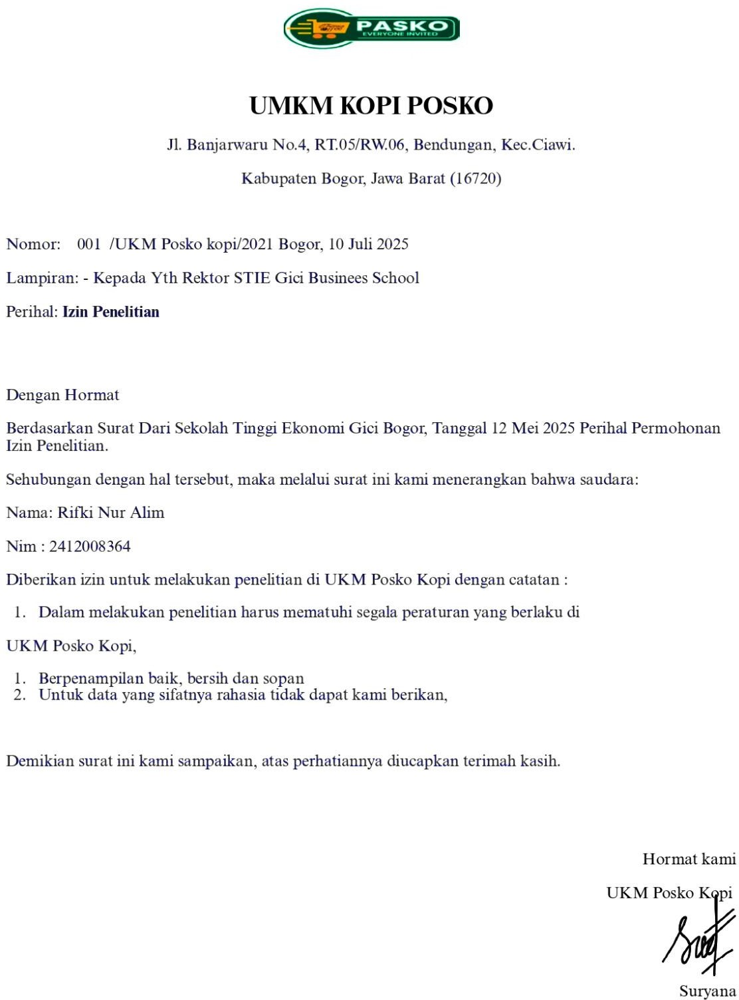 PASKO
EVERYONE INVITED
UMKM KOPI POSKO
Jl. Banjarwaru No.4, RT.05/RW.06, Bendungan, Kec.Ciawi.
Kabupaten Bogor, Jawa Barat (16720)
Nomor: 001 /UKM Posko kopi/2021 Bogor, 10 Juli 2025
Lampiran: - Kepada Yth Rektor STIE Gici Businees School
Perihal: Izin Penelitian
Dengan Hormat
Berdasarkan Surat Dari Sekolah Tinggi Ekonomi Gici Bogor, Tanggal 12 Mei 2025 Perihal Permohonan
Izin Penelitian.
Sehubungan dengan hal tersebut, maka melalui surat ini kami menerangkan bahwa saudara:
Nama: Rifki Nur Alim
Nim : 2412008364
Diberikan izin untuk melakukan penelitian di UKM Posko Kopi dengan catatan :
1. Dalam melakukan penelitian harus mematuhi segala peraturan yang berlaku di
UKM Posko Kopi,
1. Berpenampilan baik, bersih dan sopan
2. Untuk data yang sifatnya rahasia tidak dapat kami berikan,
Demikian surat ini kami sampaikan, atas perhatiannya diucapkan terimah kasih.
Hormat kami
UKM Posko Kopi
Suryana